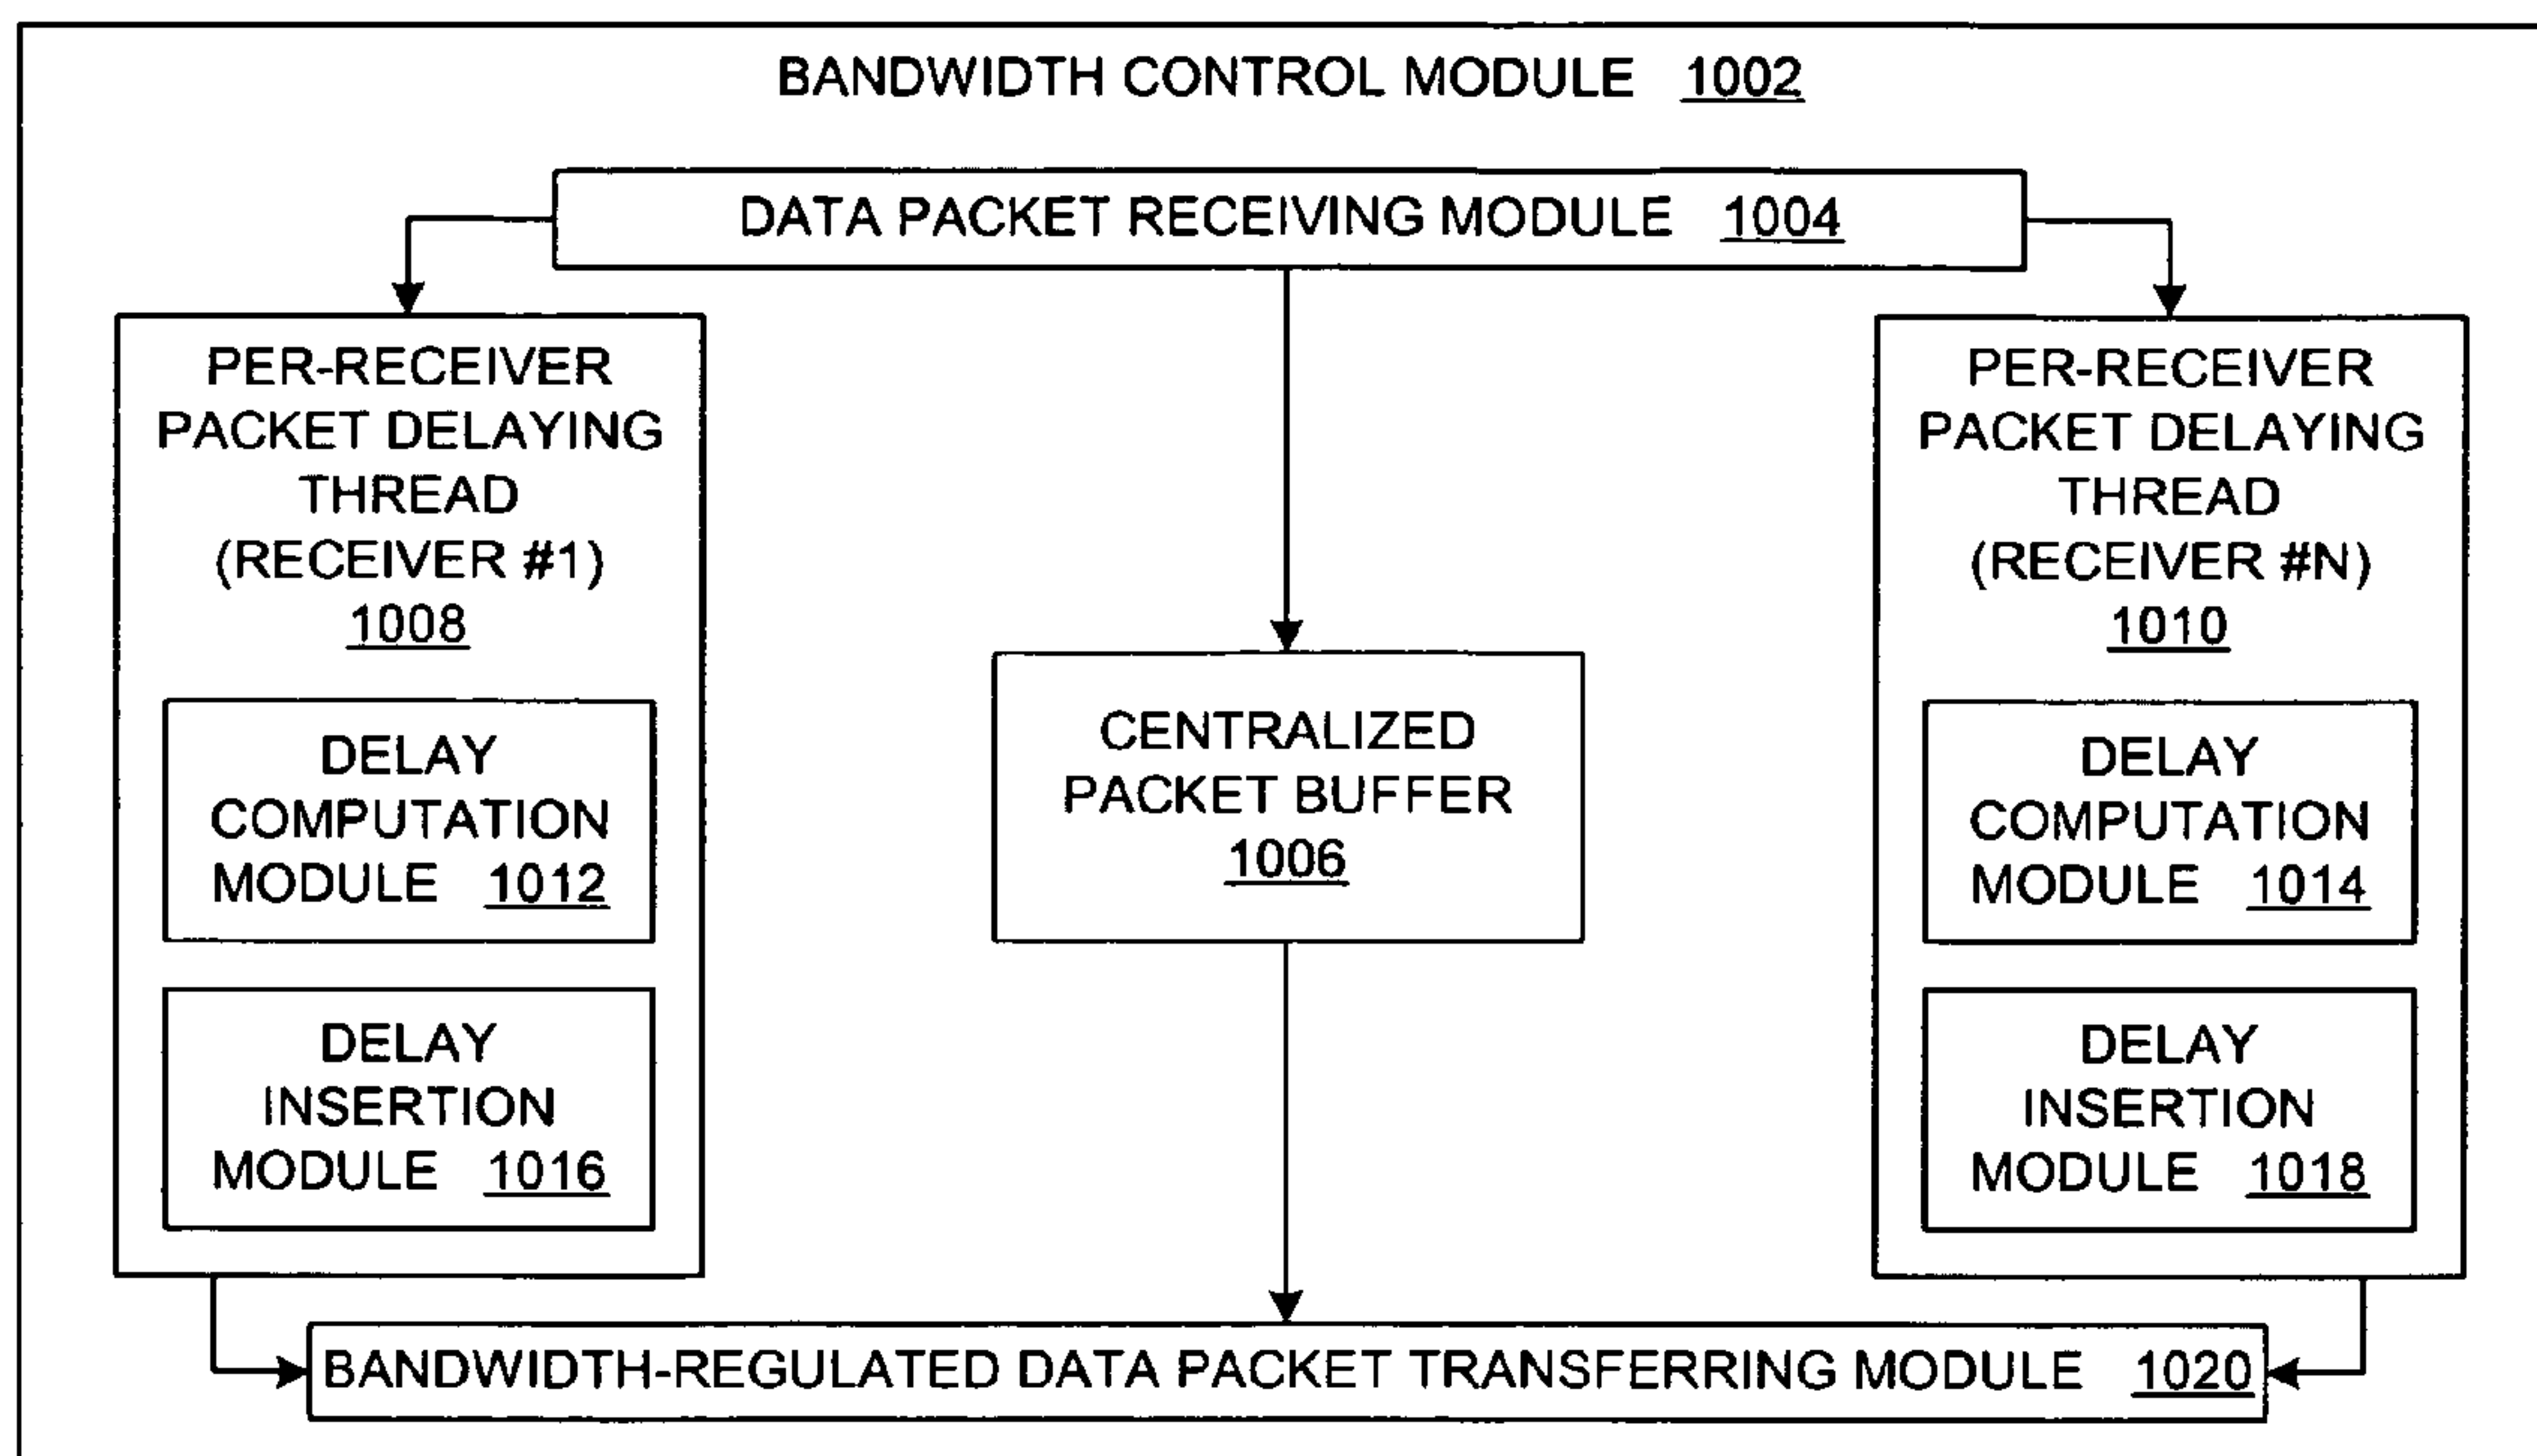 BANDWIDTH CONTROL MODULE 1002
DATA PACKET RECEIVING MODULE 1004
PER-RECEIVER
PACKET DELAYING
THREAD
(RECEIVER #1)
1008
DELAY
COMPUTATION
MODULE 1012
DELAY
INSERTION
MODULE 1016
CENTRALIZED
PACKET BUFFER
1006
PER-RECEIVER
PACKET DELAYING
THREAD
(RECEIVER #N)
1010
DELAY
COMPUTATION
MODULE 1014
DELAY
INSERTION
MODULE 1018
BANDWIDTH-REGULATED DATA PACKET TRANSFERRING MODULE 1020